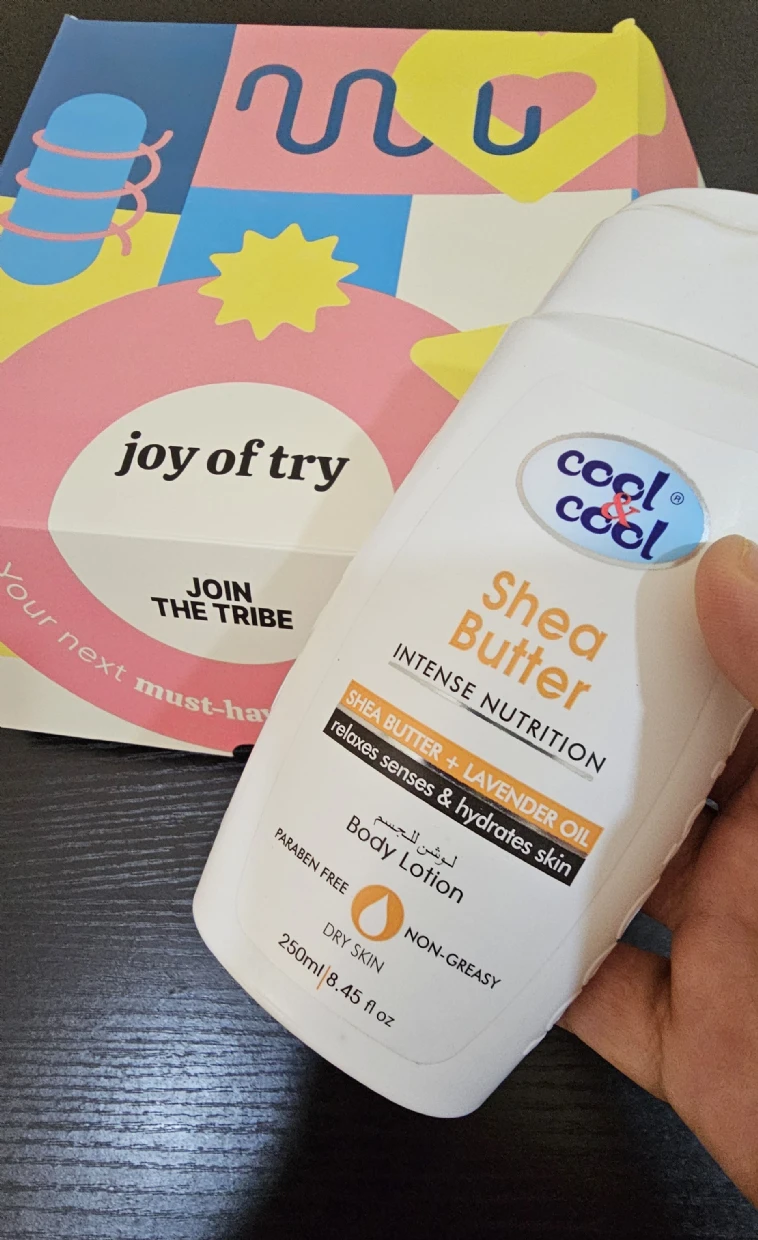 joy of try
JOIN
THE TRIBE
Your next must-hav
cool
&
cool®
Shea
Butter
INTENSE NUTRITION
SHEA BUTTER + LAVENDER OIL
relaxes senses & hydrates skin
لوشن للجسم
Body Lotion
PARABEN FREE
NON-GREASY
DRY SKIN
250ml|8.45 fl oz